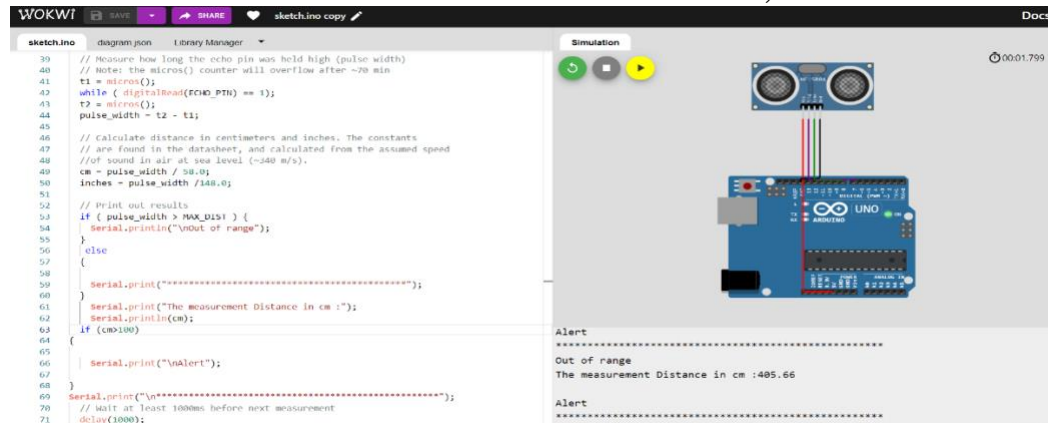 WOKWI SAVE SHARE sketch.ino copy Docs
sketch.ino diagram.json Library Manager
Simulation
00:01.799
39 // Measure how long the echo pin was held high (pulse width)
40 // Note: the micros() counter will overflow after ~70 min
41 t1 = micros();
42 while ( digitalRead(ECHO_PIN) == 1);
43 t2 = micros();
44 pulse_width = t2 - t1;
45
46 // Calculate distance in centimeters and inches. The constants
47 // are found in the datasheet, and calculated from the assumed speed
48 //of sound in air at sea level (~340 m/s).
49 cm = pulse_width / 58.0;
50 inches = pulse_width /148.0;
51
52 // Print out results
53 if ( pulse_width > MAX_DIST ) {
54 Serial.println("\nOut of range");
55 }
56 else
57 {
58
59 Serial.print("********************************************");
60 }
61 Serial.print("The measurement Distance in cm :");
62 Serial.println(cm);
63 if (cm>100)
64 {
65
66 Serial.print("\nAlert");
67
68 }
69 Serial.print("\n****************************************************");
70 // Wait at least 1000ms before next measurement
71 delay(1000);
DIGITAL (PWM ~)
UNO
ARDUINO
POWER ANALOG IN
Alert
*******************************************************
Out of range
The measurement Distance in cm :405.66
Alert
*******************************************************